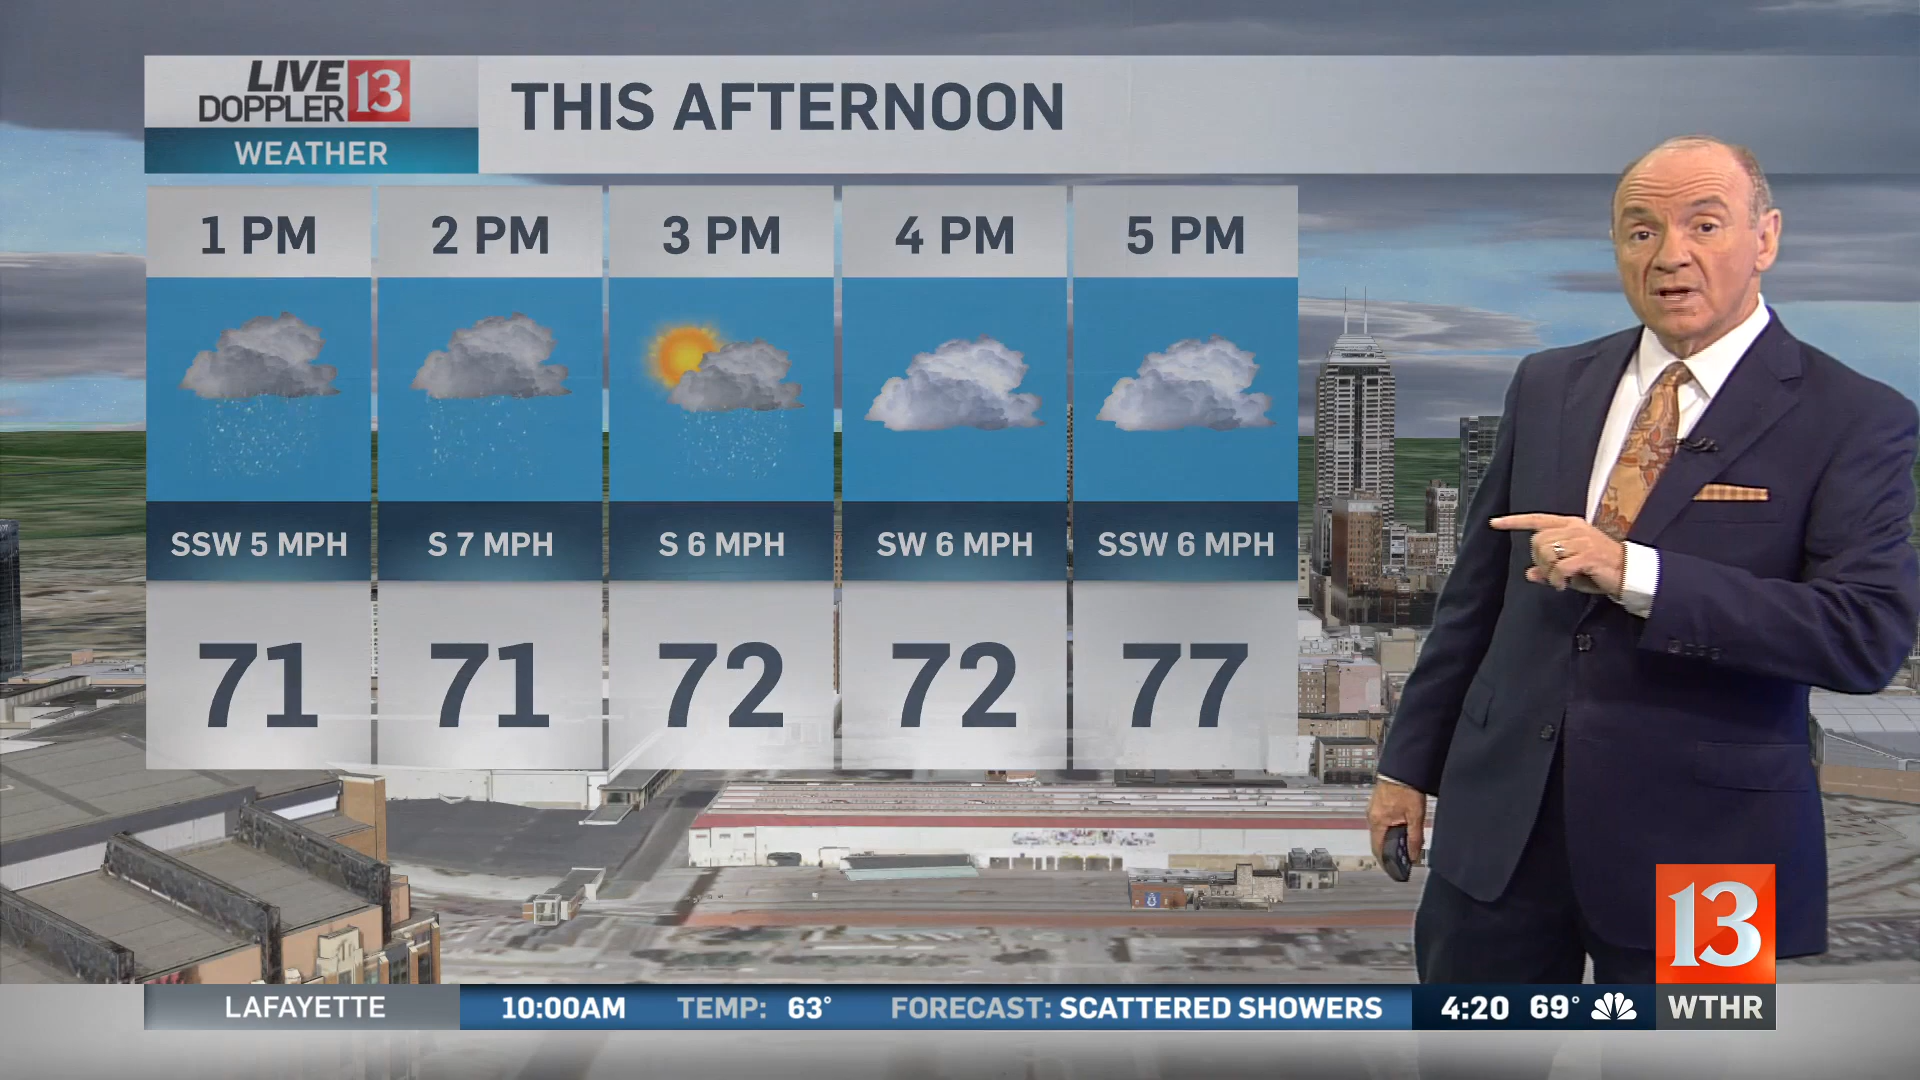 LIVE
DOPPLER 13
WEATHER
THIS AFTERNOON
1 PM 2 PM 3 PM 4 PM 5 PM
SSW 5 MPH S 7 MPH S 6 MPH SW 6 MPH SSW 6 MPH
71 71 72 72 77
13
LAFAYETTE 10:00AM TEMP: 63° FORECAST: SCATTERED SHOWERS 4:20 69° WTHR